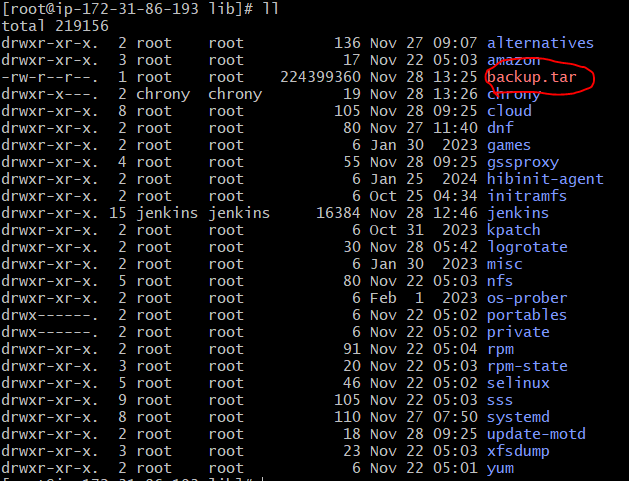 [root@ip-172-31-86-193 lib]# ll
total 219156
drwxr-xr-x. 2 root root 136 Nov 27 09:07 alternatives
drwxr-xr-x. 3 root root 17 Nov 22 05:03 amazon
-rw-r--r--. 1 root root 224399360 Nov 28 13:25 backup.tar
drwxr-x---. 2 chrony chrony 19 Nov 28 13:26 chrony
drwxr-xr-x. 8 root root 105 Nov 28 09:25 cloud
drwxr-xr-x. 2 root root 80 Nov 27 11:40 dnf
drwxr-xr-x. 2 root root 6 Jan 30 2023 games
drwxr-xr-x. 4 root root 55 Nov 28 09:25 gssproxy
drwxr-xr-x. 2 root root 6 Jan 25 2024 hibinit-agent
drwxr-xr-x. 2 root root 6 Oct 25 04:34 initramfs
drwxr-xr-x. 15 jenkins jenkins 16384 Nov 28 12:46 jenkins
drwxr-xr-x. 2 root root 6 Oct 31 2023 kpatch
drwxr-xr-x. 2 root root 30 Nov 28 05:42 logrotate
drwxr-xr-x. 2 root root 6 Jan 30 2023 misc
drwxr-xr-x. 5 root root 80 Nov 22 05:03 nfs
drwxr-xr-x. 2 root root 6 Feb 1 2023 os-prober
drwx------. 2 root root 6 Nov 22 05:02 portables
drwx------. 2 root root 6 Nov 22 05:02 private
drwxr-xr-x. 2 root root 91 Nov 22 05:04 rpm
drwxr-xr-x. 3 root root 20 Nov 22 05:03 rpm-state
drwxr-xr-x. 5 root root 46 Nov 22 05:02 selinux
drwxr-xr-x. 9 root root 105 Nov 22 05:03 sss
drwxr-xr-x. 8 root root 110 Nov 27 07:50 systemd
drwxr-xr-x. 2 root root 18 Nov 28 09:25 update-motd
drwxr-xr-x. 3 root root 23 Nov 22 05:03 xfsdump
drwxr-xr-x. 2 root root 6 Nov 22 05:01 yum
[root@ip-172-31-86-193 lib]#